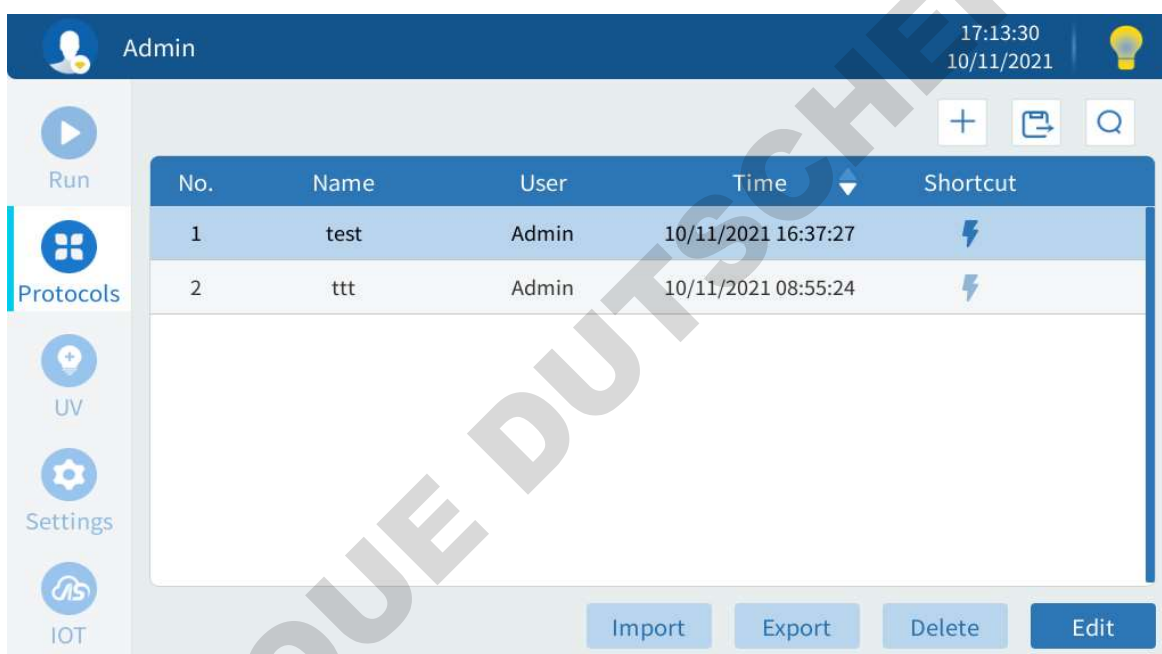 Admin
17:13:30
10/11/2021
Run
Protocols
UV
Settings
IOT
No. Name User Time Shortcut
1 test Admin 10/11/2021 16:37:27
2 ttt Admin 10/11/2021 08:55:24
Import Export Delete Edit
QUE DUTSCHER